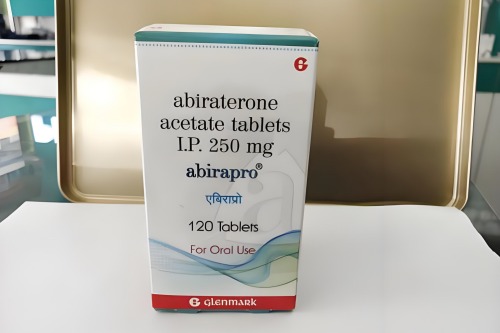 abiraterone
acetate tablets
I.P. 250 mg
abirapro®
एबिराप्रो
120 Tablets
For Oral Use
G glenmark